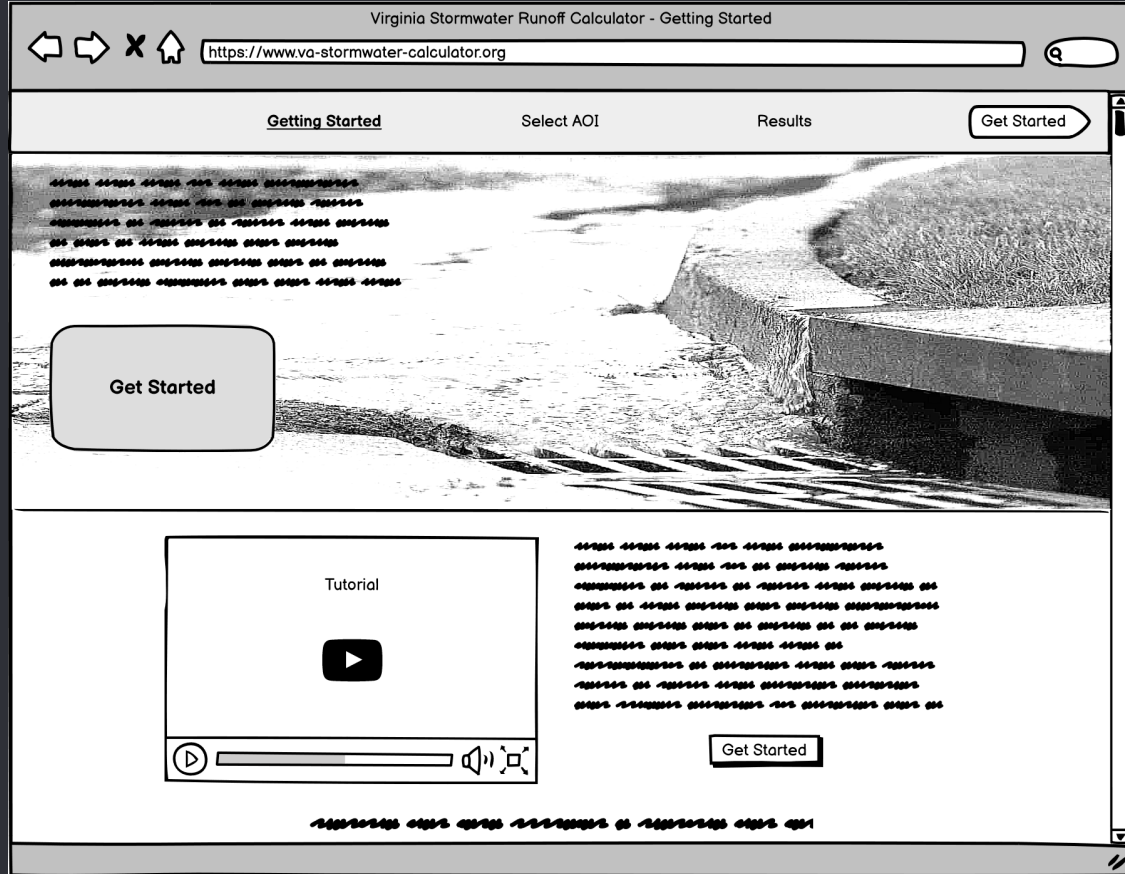 Virginia Stormwater Runoff Calculator - Getting Started
https://www.va-stormwater-calculator.org
Getting Started
Select AOI
Results
Get Started
Get Started
Tutorial
Get Started